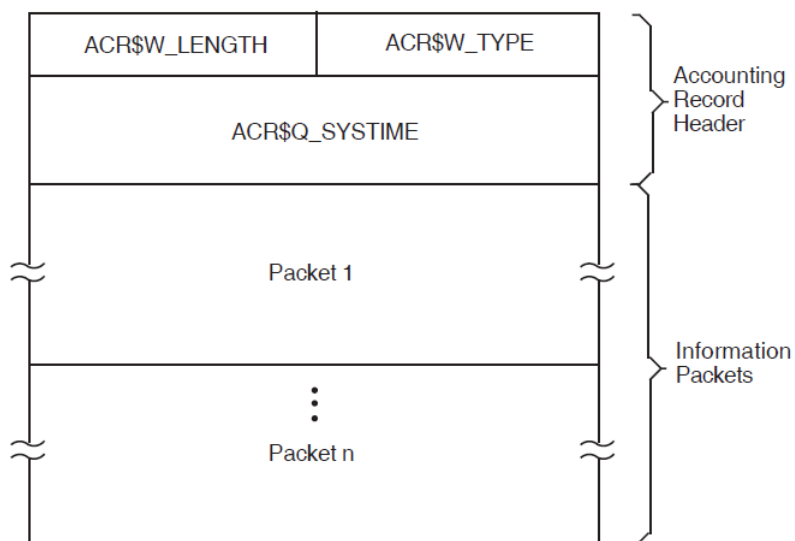 ACR$W_LENGTH
ACR$W_TYPE
Accounting
Record
Header
ACR$Q_SYSTIME
Packet 1
Information
Packets
Packet n